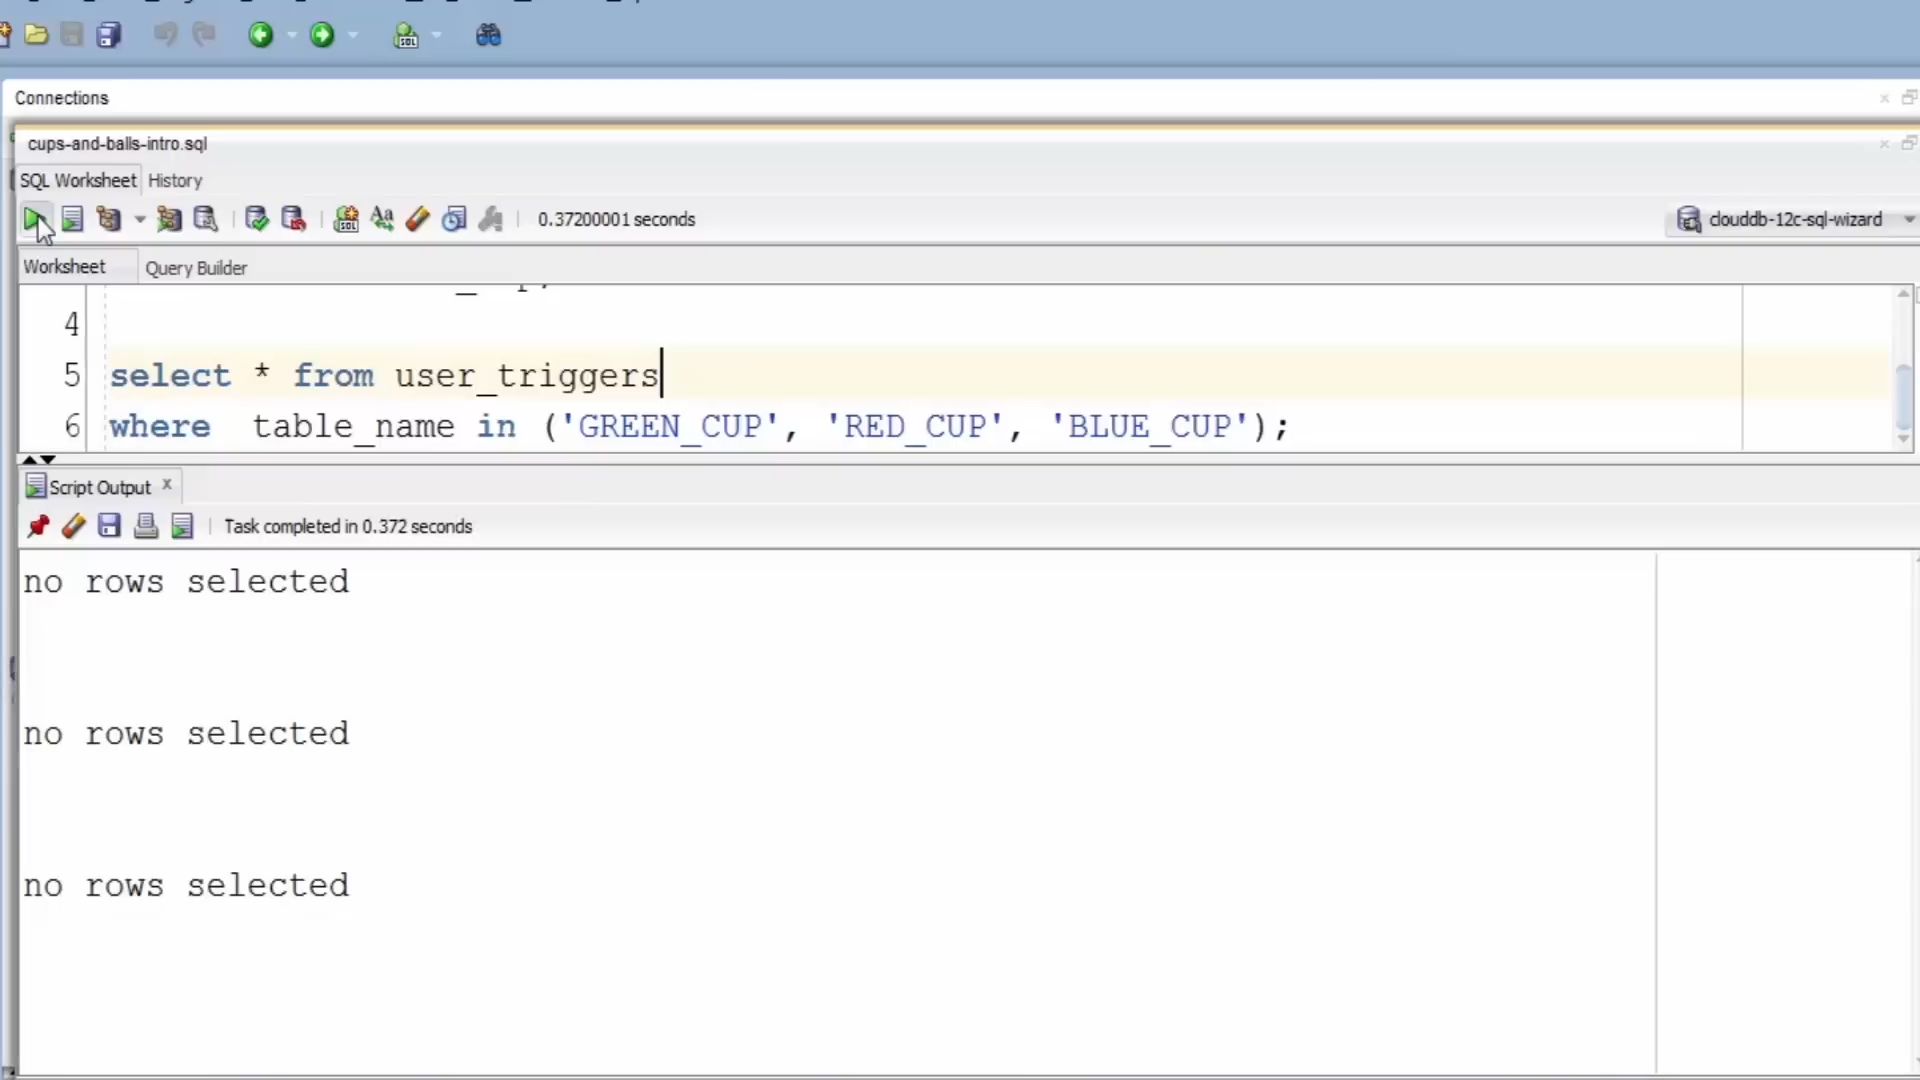 Connections
cups-and-balls-intro.sql
SQL Worksheet History
0.37200001 seconds
clouddb-12c-sql-wizard
Worksheet Query Builder
4
5 select * from user_triggers
6 where table_name in ('GREEN_CUP', 'RED_CUP', 'BLUE_CUP');
Script Output
Task completed in 0.372 seconds
no rows selected
no rows selected
no rows selected